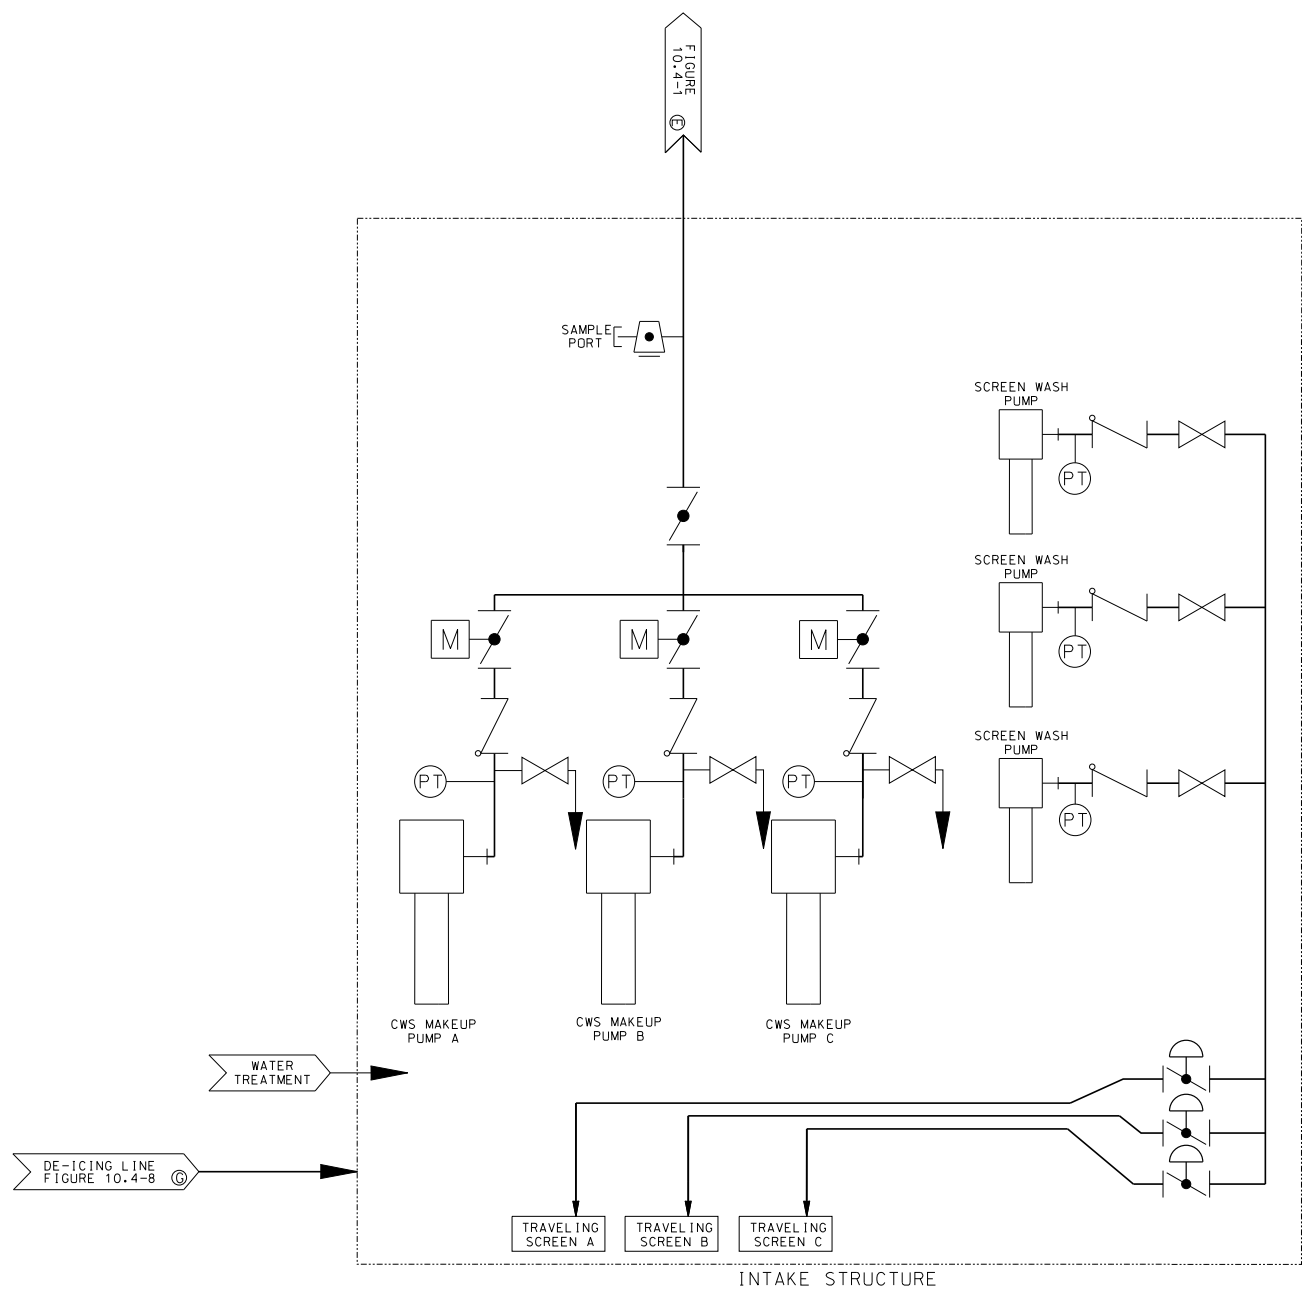 FIGURE
10.4-1
E
SAMPLE
PORT
SCREEN WASH
PUMP
PT
SCREEN WASH
PUMP
PT
M
M
M
SCREEN WASH
PUMP
PT
PT
PT
PT
CWS MAKEUP
PUMP A
CWS MAKEUP
PUMP B
CWS MAKEUP
PUMP C
WATER
TREATMENT
DE-ICING LINE
FIGURE 10.4-8 G
TRAVELING
SCREEN A
TRAVELING
SCREEN B
TRAVELING
SCREEN C
INTAKE STRUCTURE